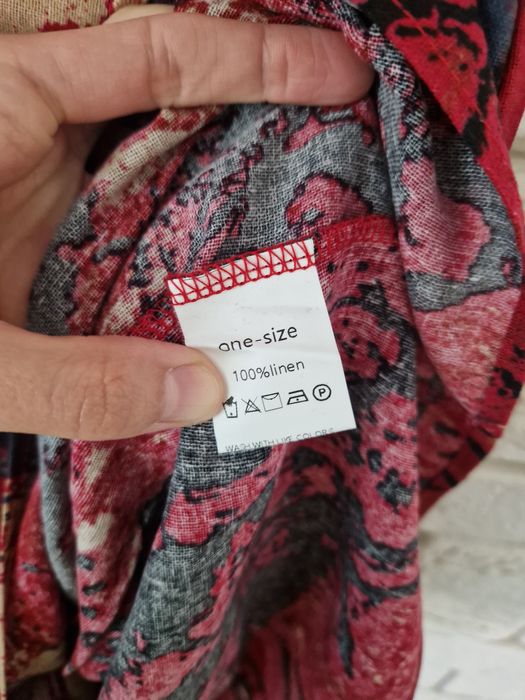 one-size
100%linen
P
WASH WITH LIKE COLORS